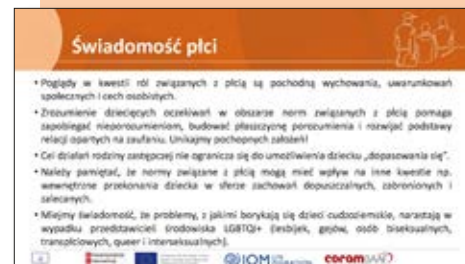 Świadomość płci
• Poglądy w kwestii ról związanych z płcią są pochodną wychowania, uwarunkowań
społecznych i cech osobistych.
• Zrozumienie dziecięcych oczekiwań w obszarze norm związanych z płcią pomaga
zapobiegać nieporozumieniom, budować płaszczyznę porozumienia i rozwijać podstawy
relacji opartych na zaufaniu. Unikajmy pochopnych założeń!
• Cel działań rodziny zastępczej nie ogranicza się do umożliwienia dziecku „dopasowania się”.
• Należy pamiętać, że normy związane z płcią mogą mieć wpływ na inne kwestie np.
wewnętrzne przekonania dziecka w sferze zachowań dopuszczalnych, zabronionych i
zalecanych.
• Miejmy świadomość, że problemy, z jakimi borykają się dzieci cudzoziemskie, narastają w
wypadku przedstawicieli środowiska LGBTQI+ (lesbijek, gejów, osób biseksualnych,
transpłciowych, queer i interseksualnych).
IOM coram